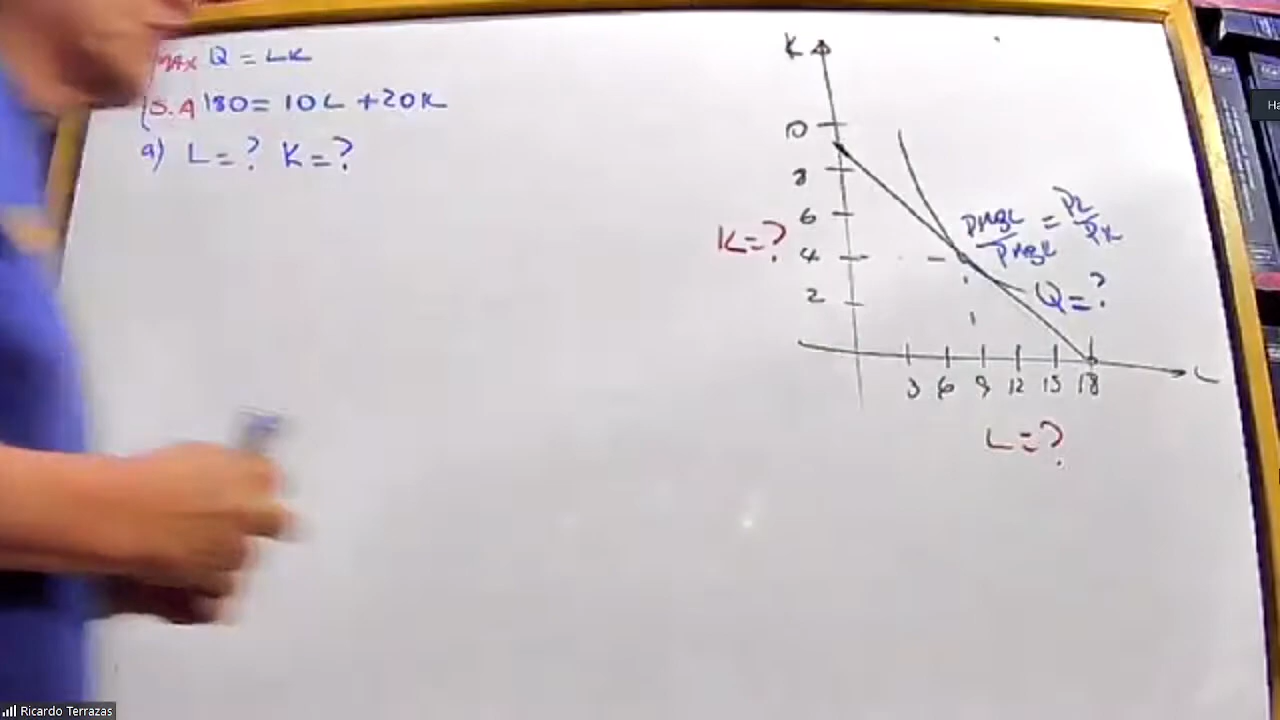 MAX Q = LK
S.A 180 = 10L + 20K
a) L = ? K = ?
K
10
8
6
4
2
K = ?
PMgL / PMgK = PL / PK
Q = ?
3 6 9 12 15 18
L
L = ?
Ha
Ricardo Terrazas